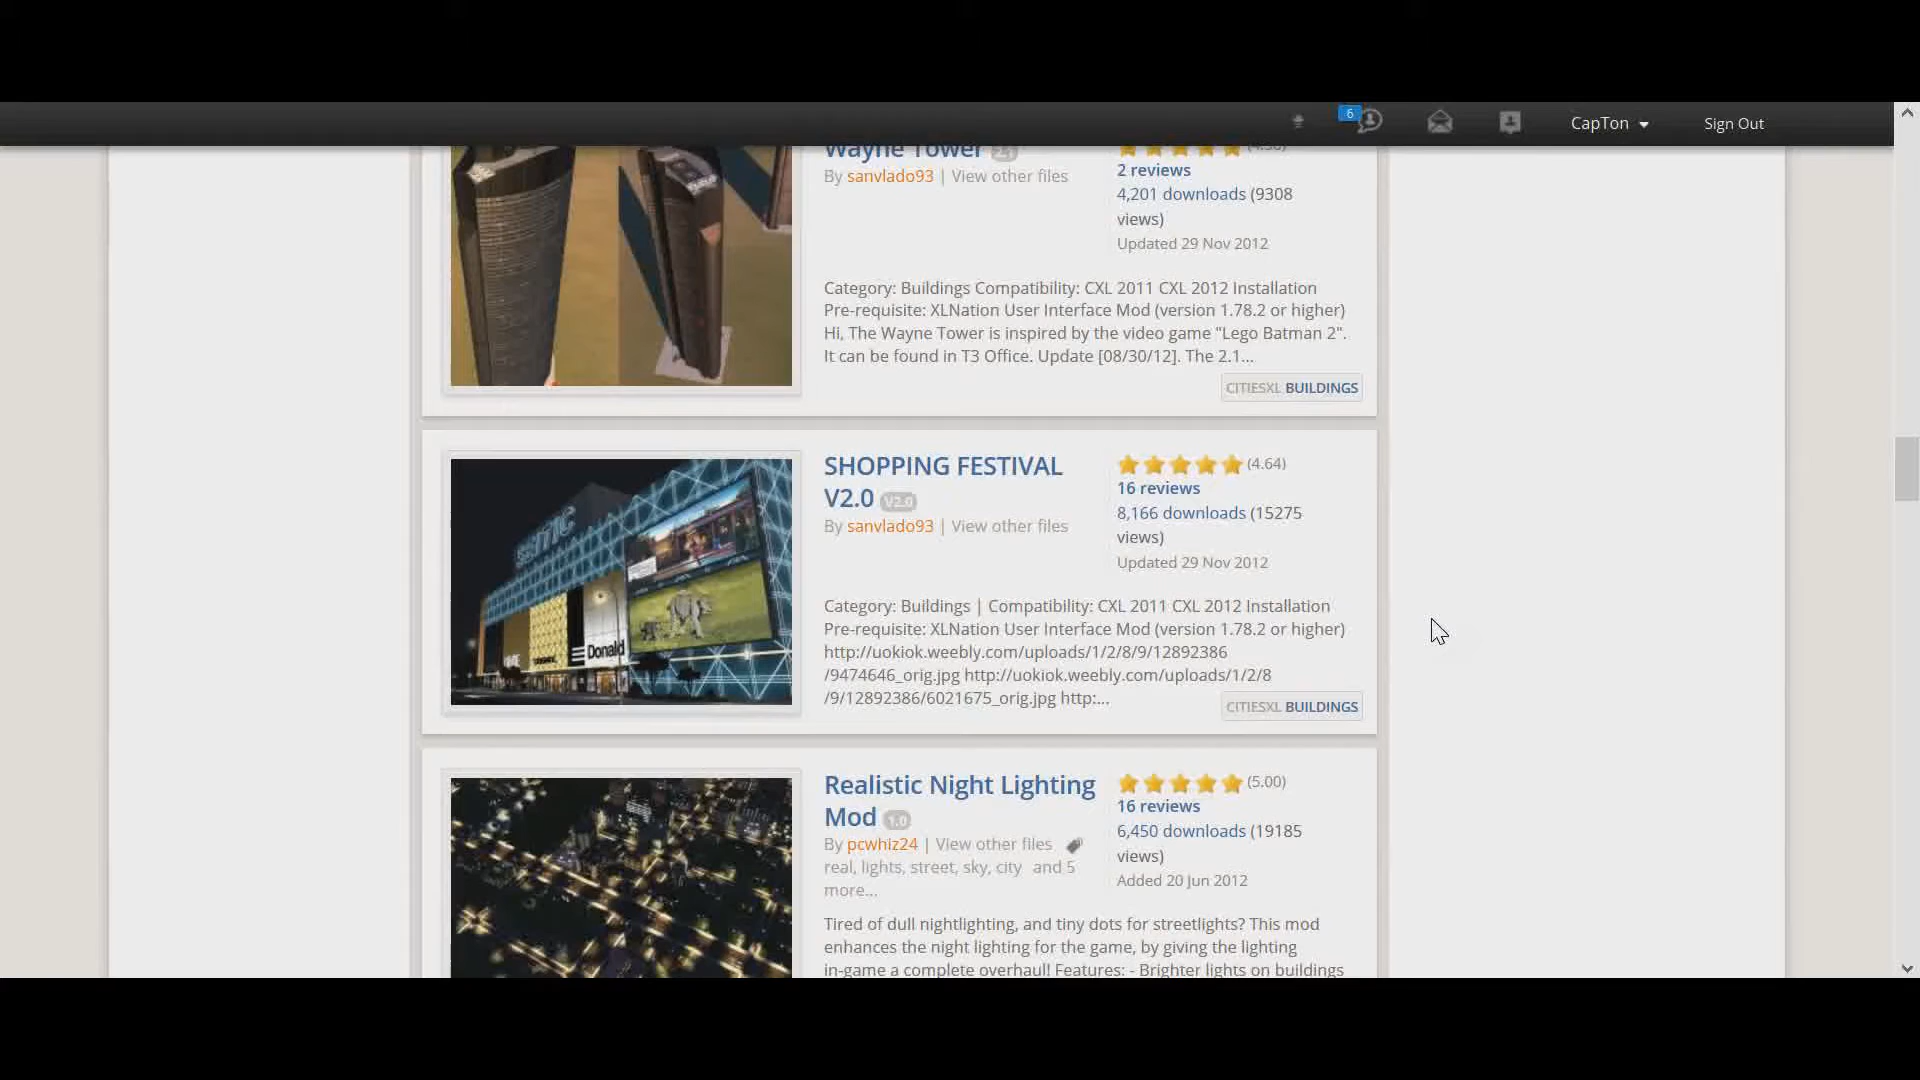 6
CapTon
Sign Out
Wayne Tower 2.1
By sanvlado93 | View other files
2 reviews
4,201 downloads (9308
views)
Updated 29 Nov 2012
Category: Buildings Compatibility: CXL 2011 CXL 2012 Installation
Pre-requisite: XLNation User Interface Mod (version 1.78.2 or higher)
Hi, The Wayne Tower is inspired by the video game "Lego Batman 2".
It can be found in T3 Office. Update [08/30/12]. The 2.1...
CITIESXL BUILDINGS
SHOPPING FESTIVAL
V2.0 V2.0
By sanvlado93 | View other files
(4.64)
16 reviews
8,166 downloads (15275
views)
Updated 29 Nov 2012
Donald
Category: Buildings | Compatibility: CXL 2011 CXL 2012 Installation
Pre-requisite: XLNation User Interface Mod (version 1.78.2 or higher)
http://uokiok.weebly.com/uploads/1/2/8/9/12892386
/9474646_orig.jpg http://uokiok.weebly.com/uploads/1/2/8
/9/12892386/6021675_orig.jpg http:...
CITIESXL BUILDINGS
Realistic Night Lighting
Mod 1.0
By pcwhiz24 | View other files
real, lights, street, sky, city and 5
more...
(5.00)
16 reviews
6,450 downloads (19185
views)
Added 20 Jun 2012
Tired of dull nightlighting, and tiny dots for streetlights? This mod
enhances the night lighting for the game, by giving the lighting
in-game a complete overhaul! Features: - Brighter lights on buildings